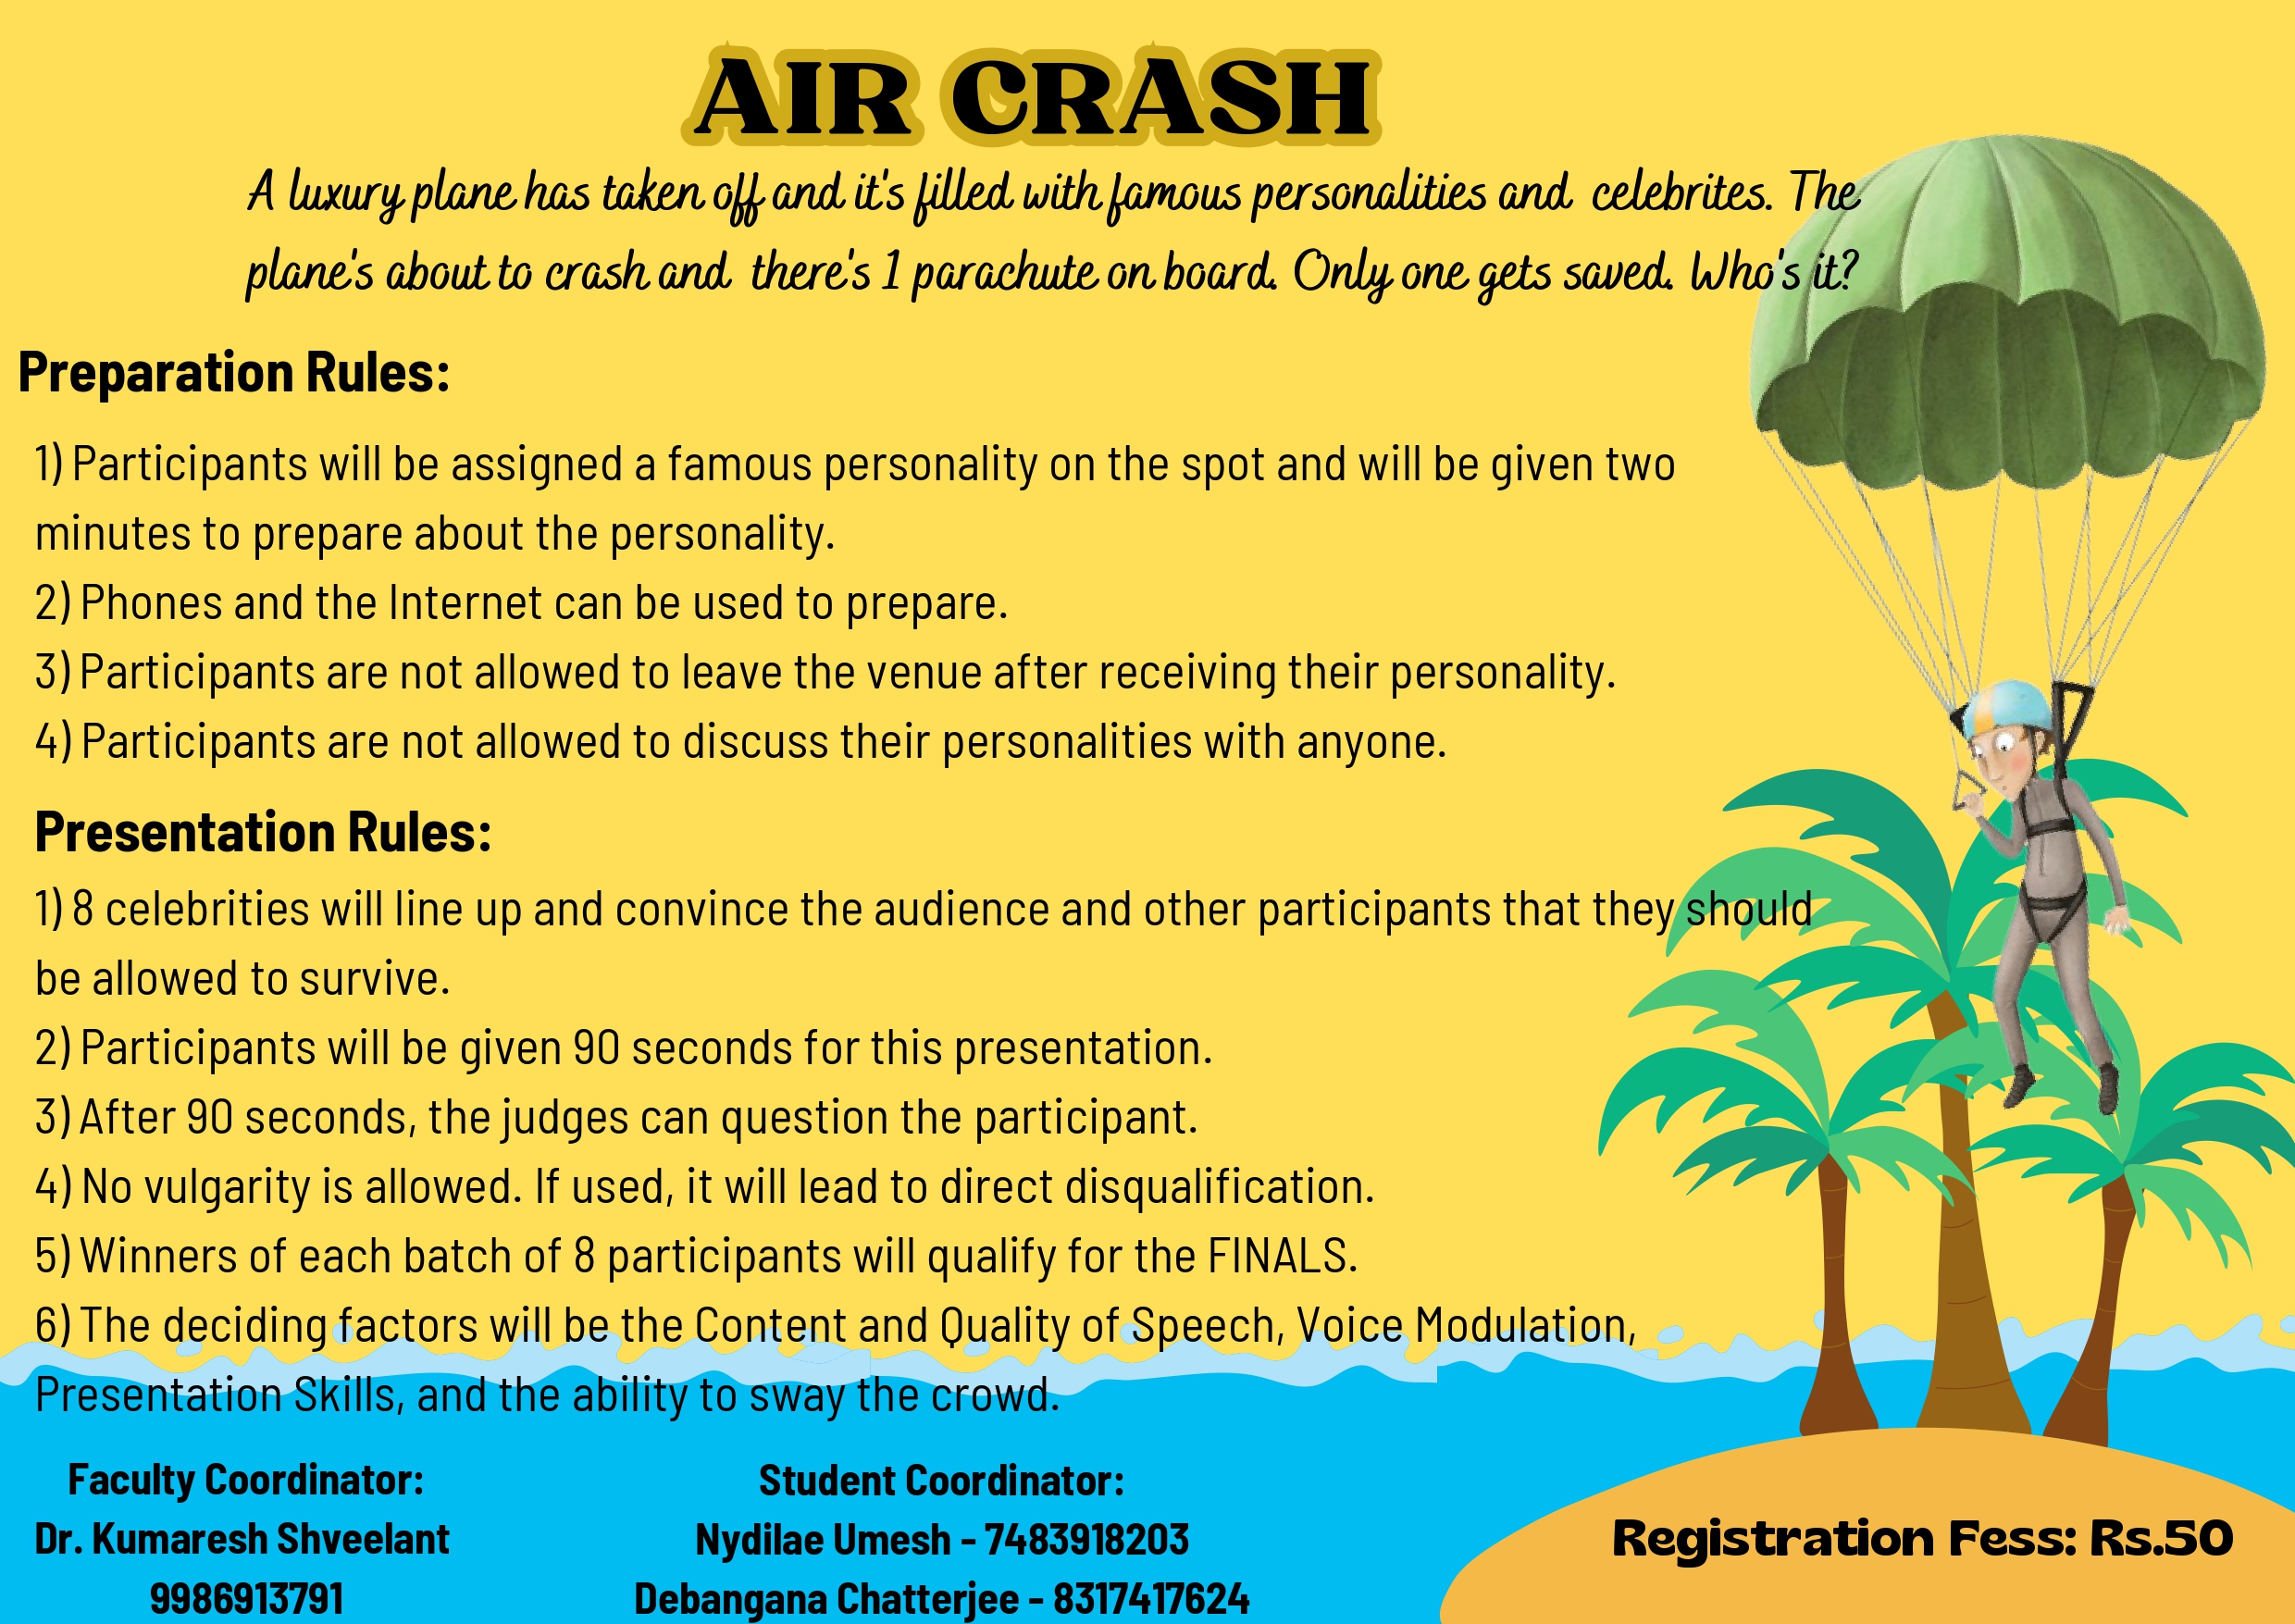 AIR CRASH
A luxury plane has taken off and it's filled with famous personalities and celebrites. The
plane's about to crash and there's 1 parachute on board. Only one gets saved. Who's it?
Preparation Rules:
1) Participants will be assigned a famous personality on the spot and will be given two
minutes to prepare about the personality.
2) Phones and the Internet can be used to prepare.
3) Participants are not allowed to leave the venue after receiving their personality.
4) Participants are not allowed to discuss their personalities with anyone.
Presentation Rules:
1) 8 celebrities will line up and convince the audience and other participants that they should
be allowed to survive.
2) Participants will be given 90 seconds for this presentation.
3) After 90 seconds, the judges can question the participant.
4) No vulgarity is allowed. If used, it will lead to direct disqualification.
5) Winners of each batch of 8 participants will qualify for the FINALS.
6) The deciding factors will be the Content and Quality of Speech, Voice Modulation,
Presentation Skills, and the ability to sway the crowd.
Faculty Coordinator:
Dr. Kumaresh Shveelant
9986913791
Student Coordinator:
Nydilae Umesh - 7483918203
Debangana Chatterjee - 8317417624
Registration Fess: Rs.50